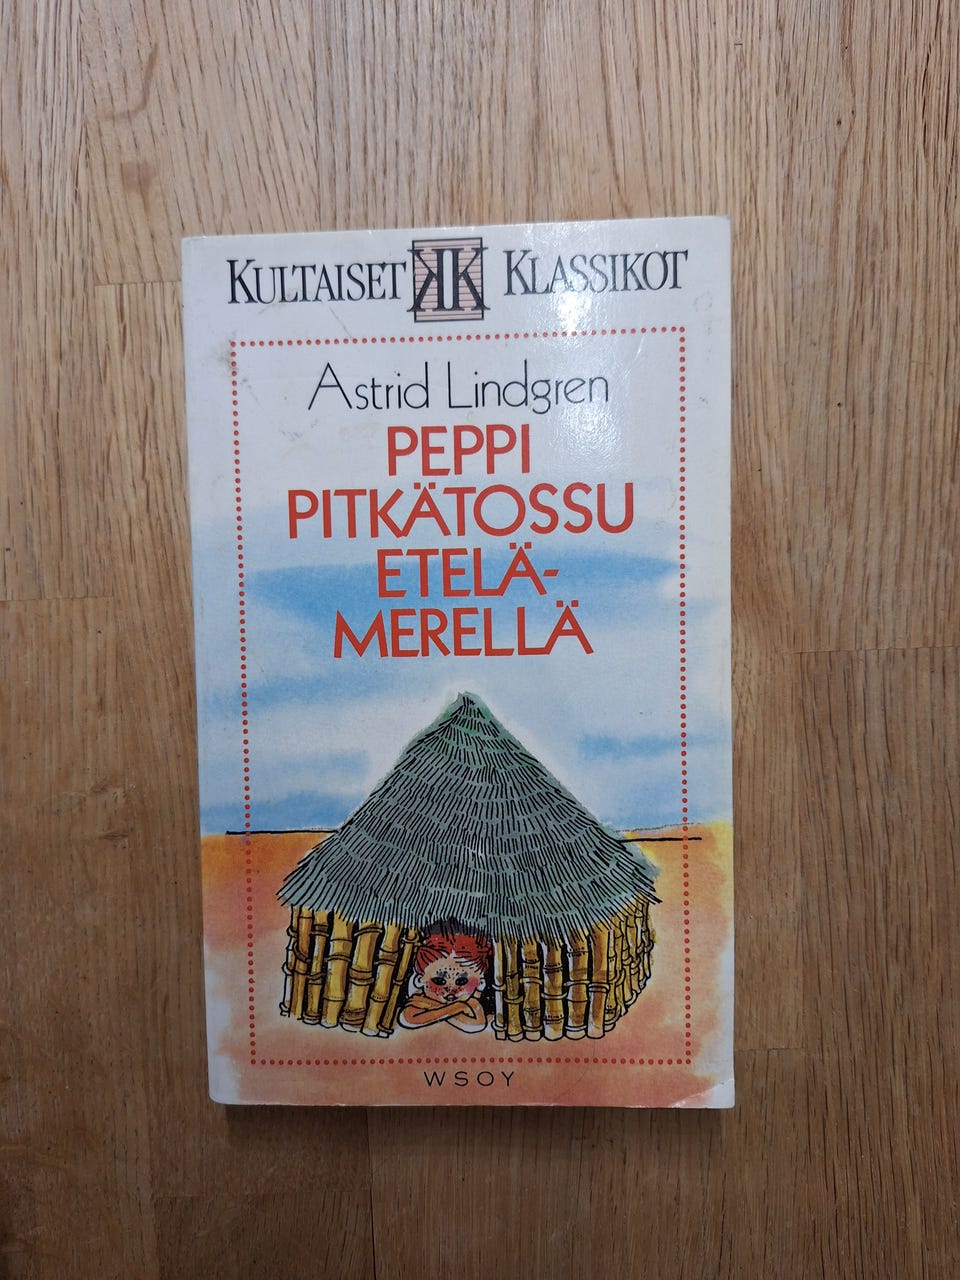 KULTAISET KK KLASSIKOT
Astrid Lindgren
PEPPI
PITKÄTOSSU
ETELÄ-
MERELLÄ
WSOY